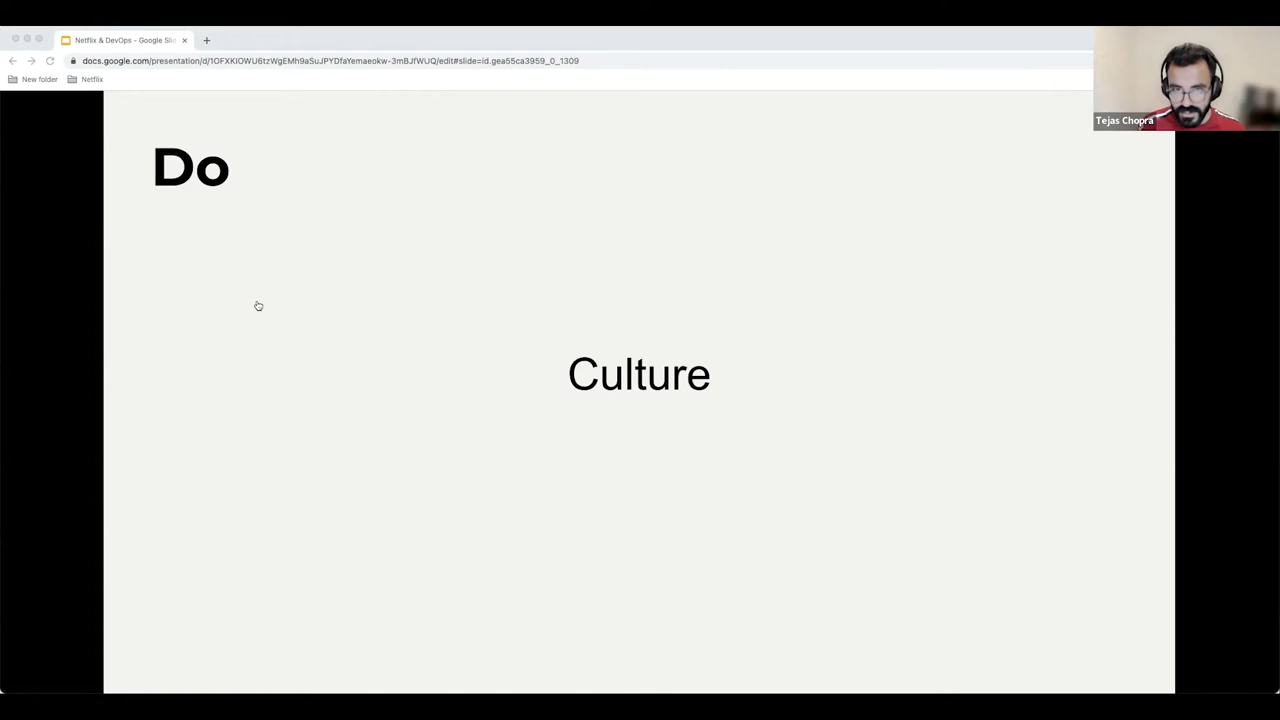 Netflix & DevOps - Google Sli
docs.google.com/presentation/d/1OFXKIOWU6tzWgEMh9aSuJPYDfaYemaeokw-3mBJfWUQ/edit#slide=id.gea55ca3959_0_1309
New folder
Netflix
Tejas Chopra
Do
Culture